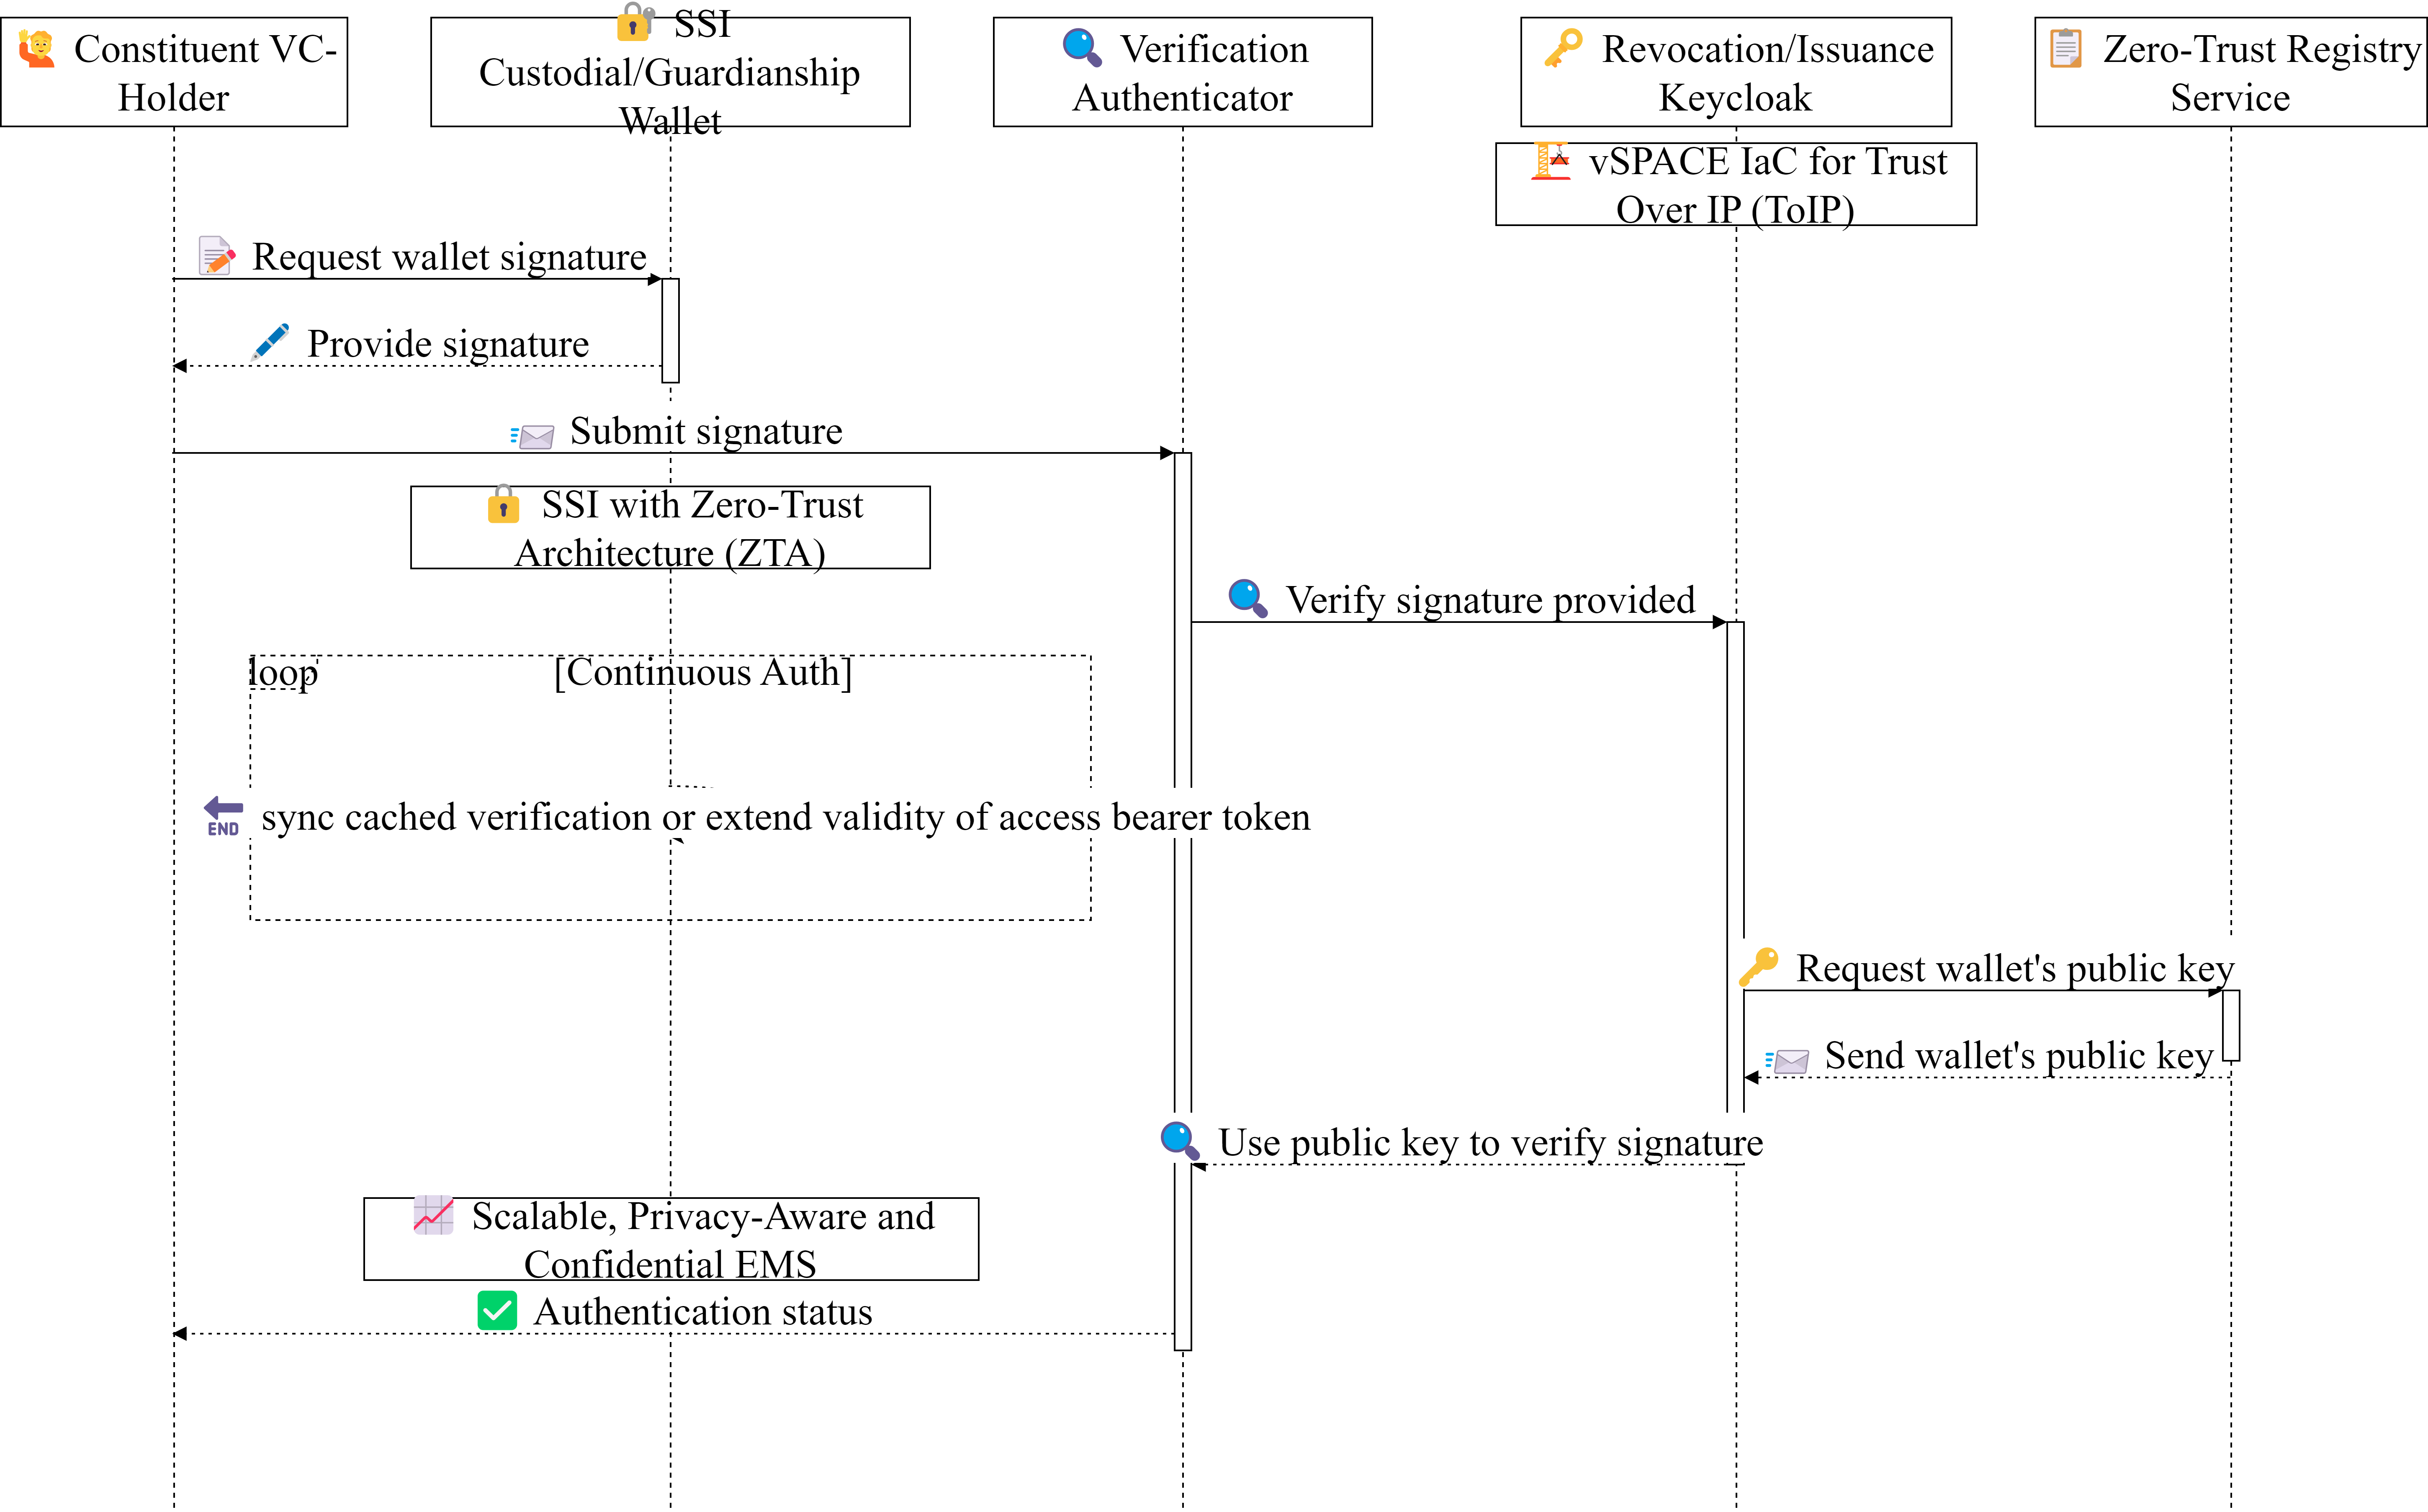 Constituent VC-
Holder
SSI
Custodial/Guardianship
Wallet
Verification
Authenticator
Revocation/Issuance
Keycloak
Zero-Trust Registry
Service
vSPACE IaC for Trust
Over IP (ToIP)
Request wallet signature
Provide signature
Submit signature
SSI with Zero-Trust
Architecture (ZTA)
Verify signature provided
loop [Continuous Auth]
END sync cached verification or extend validity of access bearer token
Request wallet's public key
Send wallet's public key
Use public key to verify signature
Scalable, Privacy-Aware and
Confidential EMS
Authentication status